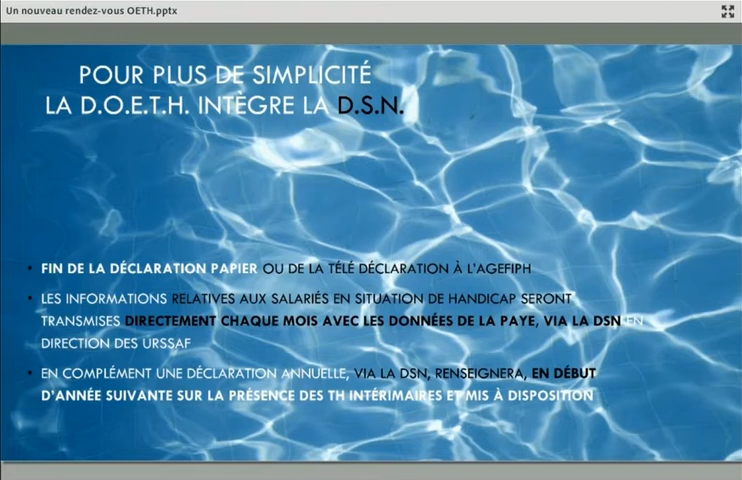 Un nouveau rendez-vous OETH.pptx
POUR PLUS DE SIMPLICITÉ
LA D.O.E.T.H. INTÈGRE LA D.S.N.
• FIN DE LA DÉCLARATION PAPIER OU DE LA TÉLÉ DÉCLARATION À L'AGEFIPH
• LES INFORMATIONS RELATIVES AUX SALARIÉS EN SITUATION DE HANDICAP SERONT
TRANSMISES DIRECTEMENT CHAQUE MOIS AVEC LES DONNÉES DE LA PAYE, VIA LA DSN EN
DIRECTION DES URSSAF
• EN COMPLÉMENT UNE DÉCLARATION ANNUELLE, VIA LA DSN, RENSEIGNERA, EN DÉBUT
D'ANNÉE SUIVANTE SUR LA PRÉSENCE DES TH INTÉRIMAIRES ET MIS À DISPOSITION